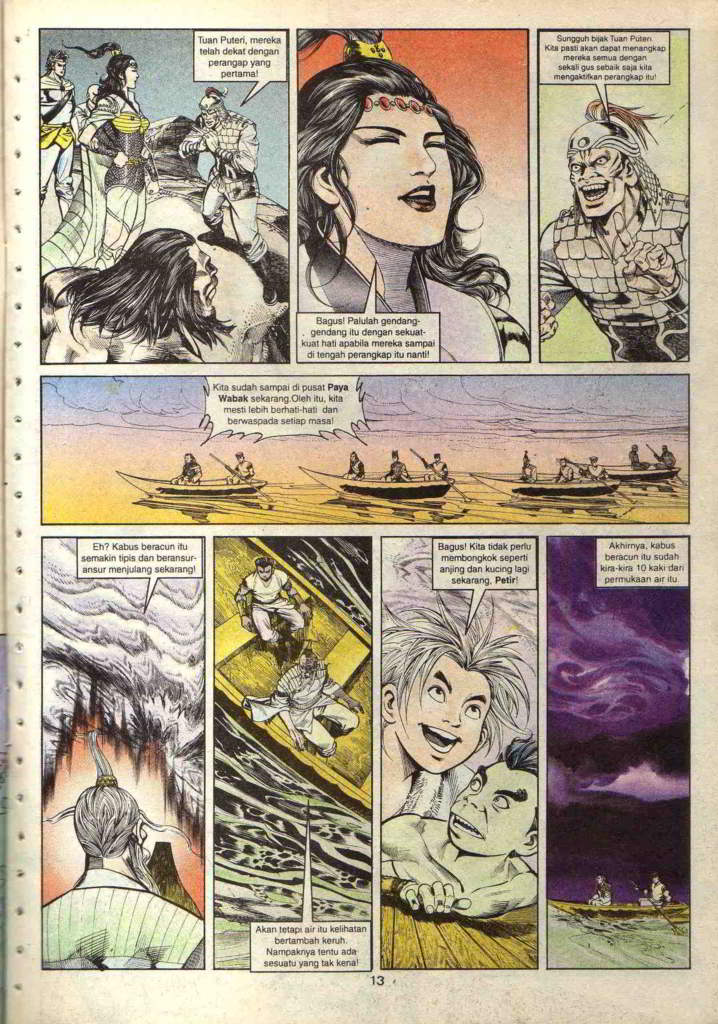 Tuan Puteri, mereka
telah dekat dengan
perangap yang
pertama!
Bagus! Palulah gendang-
gendang itu dengan sekuat-
kuat hati apabila mereka sampai
di tengah perangkap itu nanti!
Sungguh bijak Tuan Puteri.
Kita pasti akan dapat menangkap
mereka semua dengan
sekali gus sebaik saja kita
mengaktifkan perangkap itu!
Kita sudah sampai di pusat Paya
Wabak sekarang.Oleh itu, kita
mesti lebih berhati-hati dan
berwaspada setiap masa!
Eh? Kabus beracun itu
semakin tipis dan beransur-
ansur menjulang sekarang!
Akan tetapi air itu kelihatan
bertambah keruh.
Nampaknya tentu ada
sesuatu yang tak kena!
Bagus! Kita tidak perlu
membongkok seperti
anjing dan kucing lagi
sekarang, Petir!
Akhirnya, kabus
beracun itu sudah
kira-kira 10 kaki dari
permukaan air itu.
13